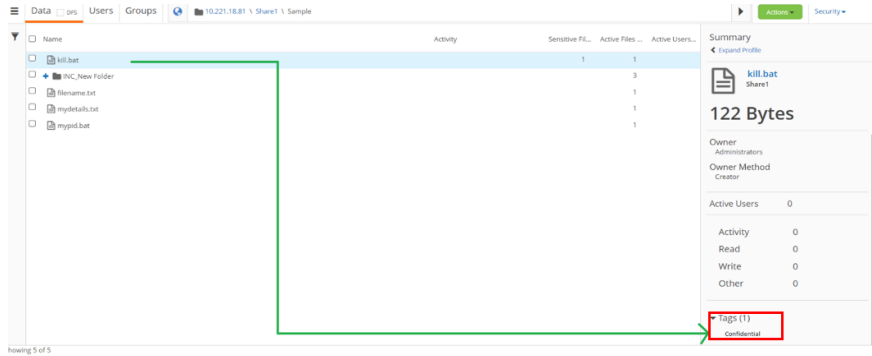 Data DFS Users Groups 10.221.18.81 \ Share1 \ Sample Actions Security
Name Activity Sensitive Fil... Active Files ... Active Users...
kill.bat 1 1
INC_New Folder 3
filename.txt 1
mydetails.txt 1
mypid.bat 1
Summary
Expand Profile
kill.bat
Share1
122 Bytes
Owner
Administrators
Owner Method
Creator
Active Users 0
Activity 0
Read 0
Write 0
Other 0
Tags (1)
Confidential
howing 5 of 5